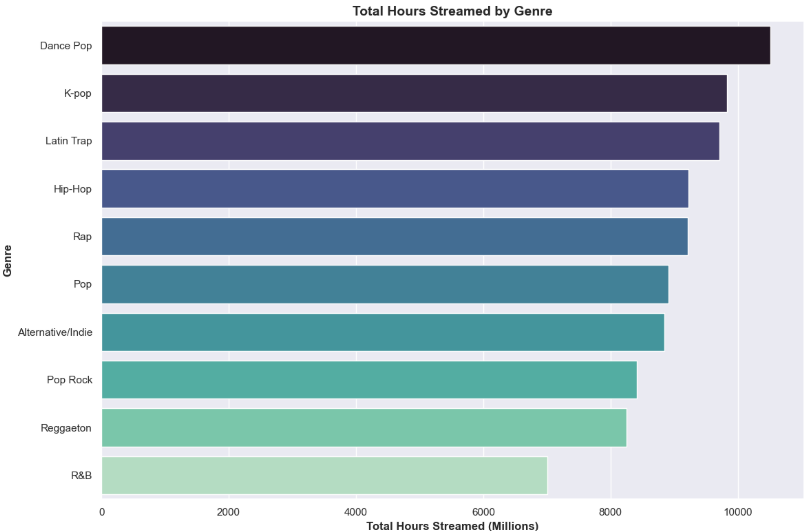 Total Hours Streamed by Genre
Genre
Dance Pop
K-pop
Latin Trap
Hip-Hop
Rap
Pop
Alternative/Indie
Pop Rock
Reggaeton
R&B
0 2000 4000 6000 8000 10000
Total Hours Streamed (Millions)